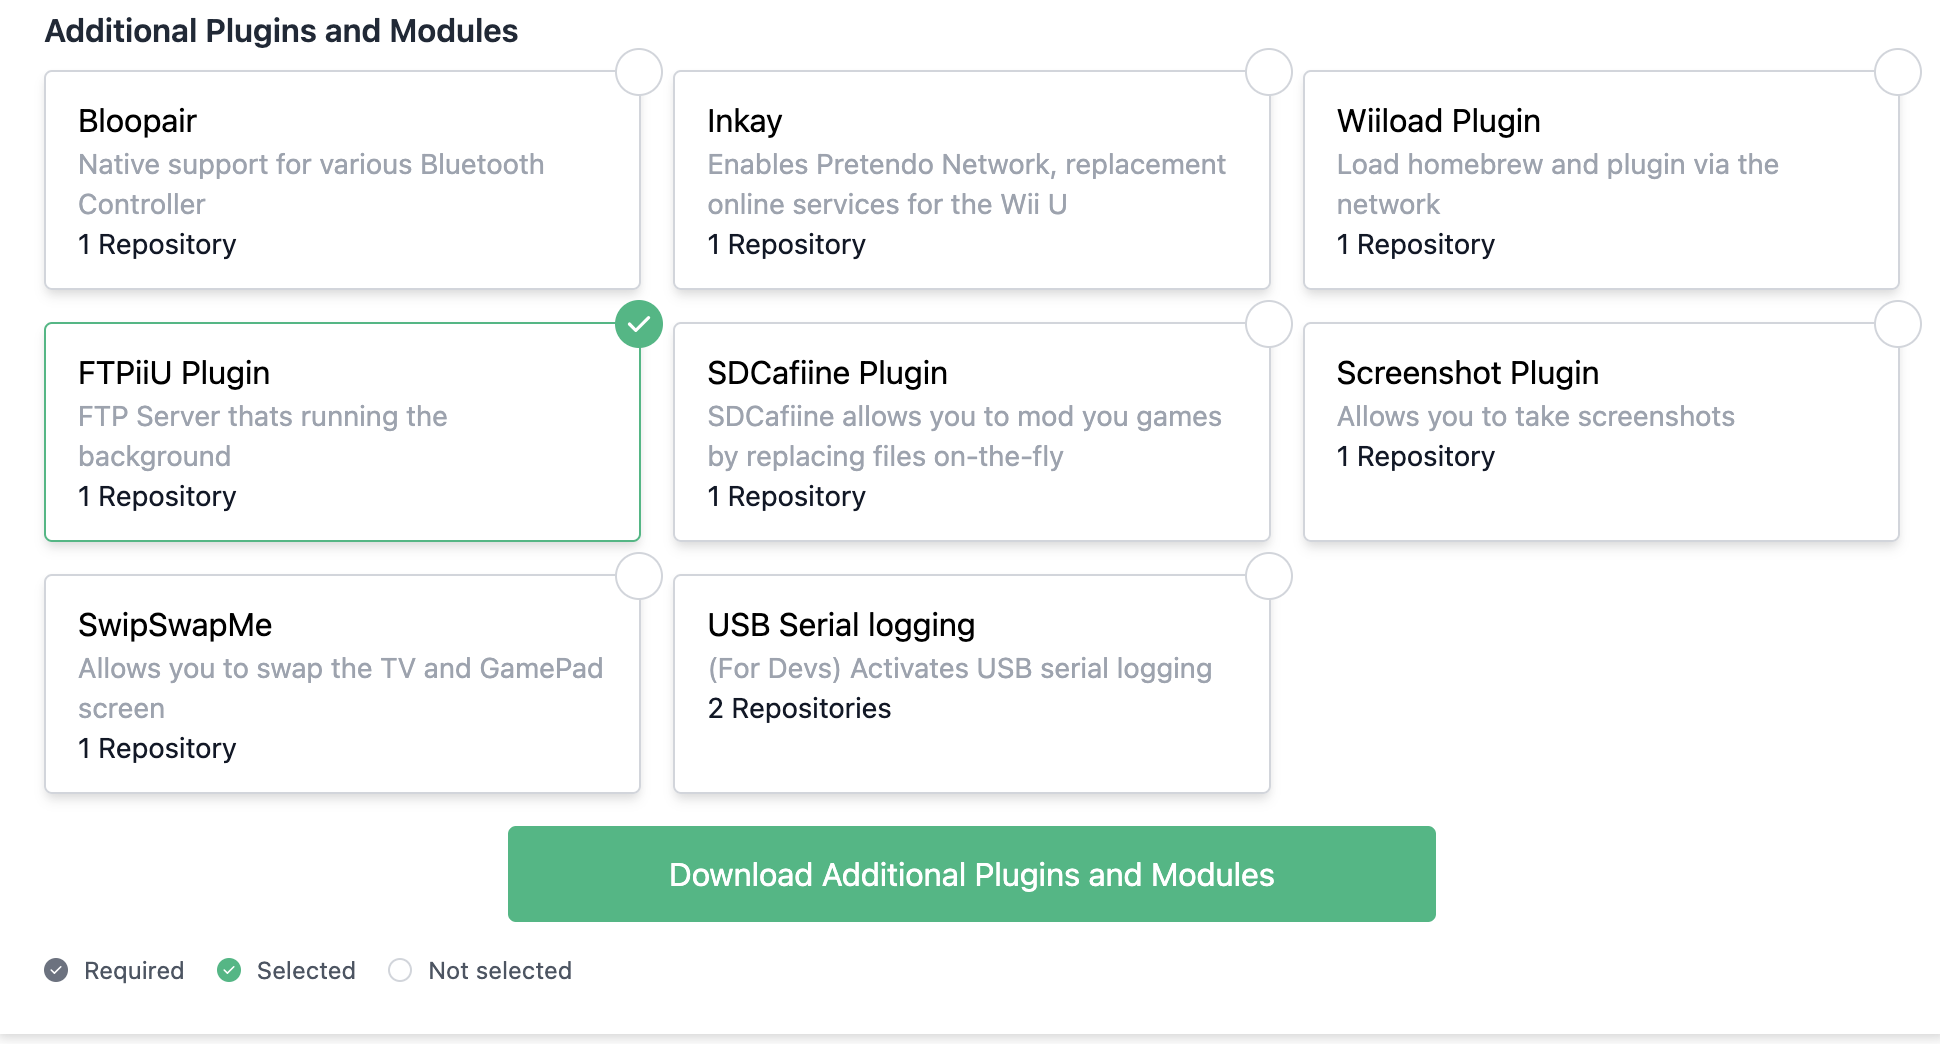 Additional Plugins and Modules
Bloopair
Native support for various Bluetooth
Controller
1 Repository
Inkay
Enables Pretendo Network, replacement
online services for the Wii U
1 Repository
Wiiload Plugin
Load homebrew and plugin via the
network
1 Repository
FTPiiU Plugin
FTP Server thats running the
background
1 Repository
SDCafiine Plugin
SDCafiine allows you to mod you games
by replacing files on-the-fly
1 Repository
Screenshot Plugin
Allows you to take screenshots
1 Repository
SwipSwapMe
Allows you to swap the TV and GamePad
screen
1 Repository
USB Serial logging
(For Devs) Activates USB serial logging
2 Repositories
Download Additional Plugins and Modules
Required Selected Not selected